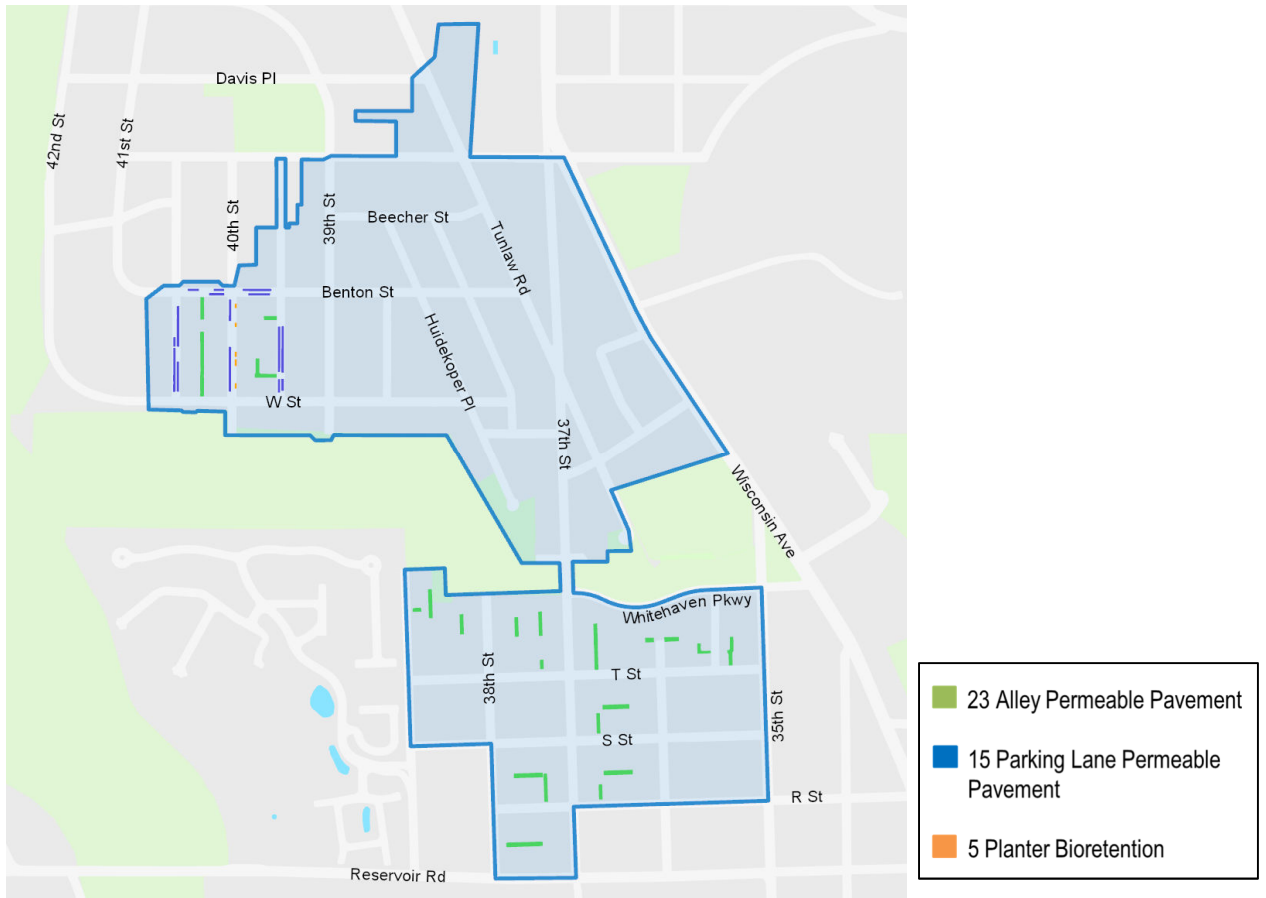 Davis Pl
42nd St
41st St
40th St
39th St
Beecher St
Tunlaw Rd
Benton St
Huidekoper Pl
W St
37th St
Wisconsin Ave
Whitehaven Pkwy
38th St
T St
35th St
S St
R St
Reservoir Rd
23 Alley Permeable Pavement
15 Parking Lane Permeable
Pavement
5 Planter Bioretention